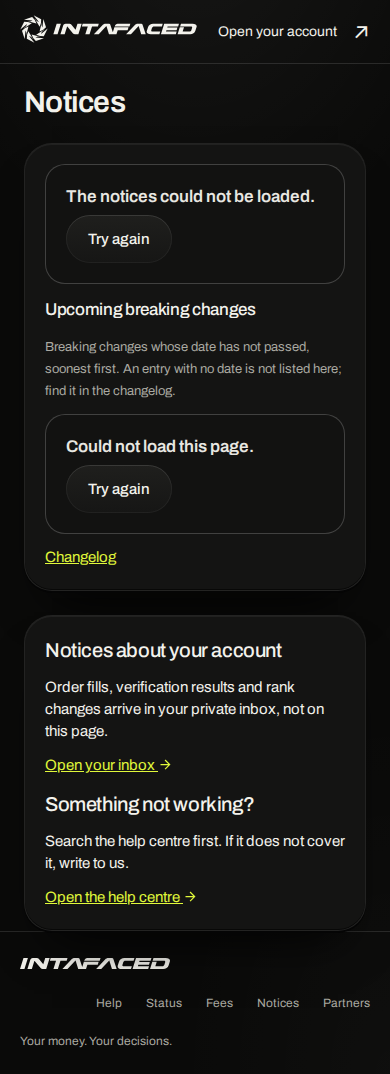 INTAFACED
Open your account
Notices
The notices could not be loaded.
Try again
Upcoming breaking changes
Breaking changes whose date has not passed,
soonest first. An entry with no date is not listed here;
find it in the changelog.
Could not load this page.
Try again
Changelog
Notices about your account
Order fills, verification results and rank
changes arrive in your private inbox, not on
this page.
Open your inbox →
Something not working?
Search the help centre first. If it does not cover
it, write to us.
Open the help centre →
INTAFACED
Help Status Fees Notices Partners
Your money. Your decisions.